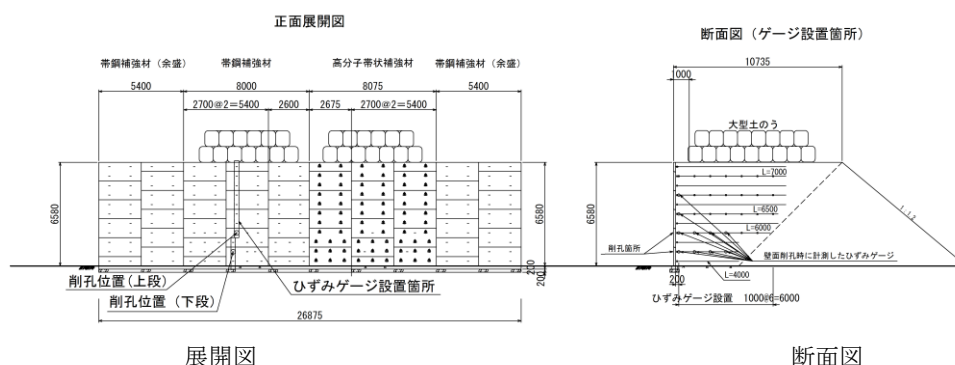 正面展開図
帯鋼補強材（余盛）
帯鋼補強材
高分子帯状補強材
帯鋼補強材（余盛）
5400
8000
8075
5400
2700@2＝5400
2600
2675
2700@2＝5400
6580
6580
200
200
削孔位置(上段)
削孔位置（下段）
ひずみゲージ設置箇所
26875
展開図
断面図（ゲージ設置箇所）
10735
1000
大型土のう
L=7000
L=6500
L=6000
6580
1:1.2
削孔箇所
壁面削孔時に計測したひずみゲージ
L=4000
200
ひずみゲージ設置　1000@6=6000
断面図